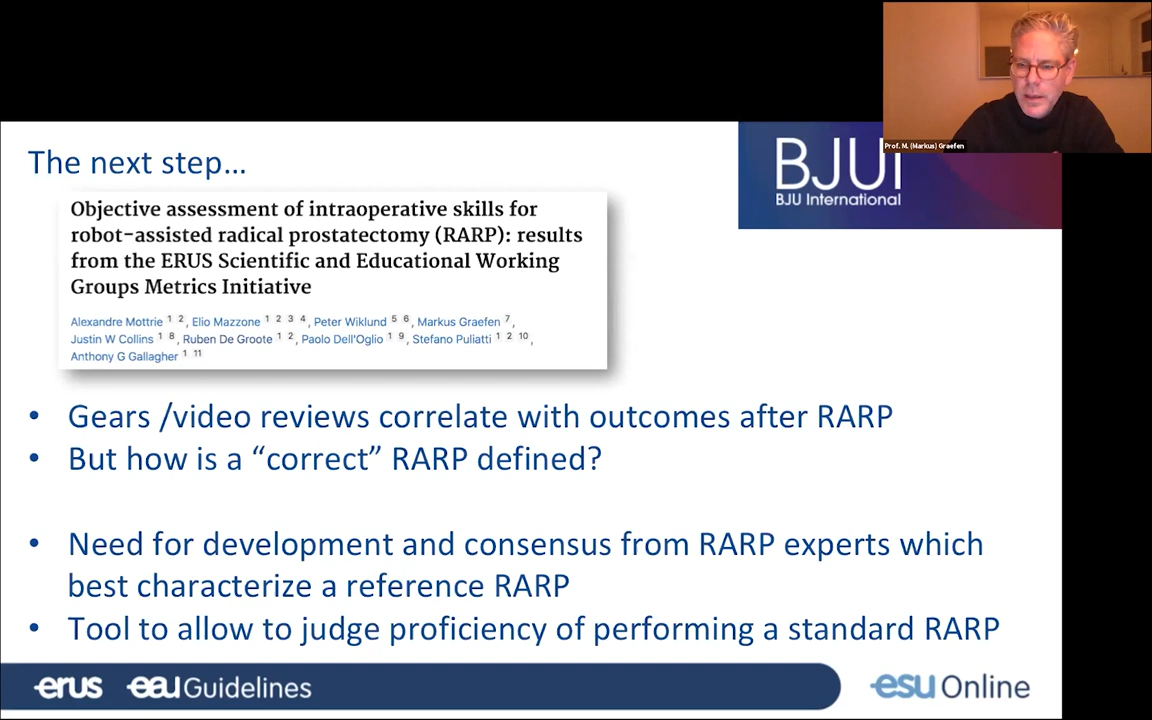 Prof. M. (Markus) Graefen
The next step...
BJUI
BJU International
Objective assessment of intraoperative skills for
robot-assisted radical prostatectomy (RARP): results
from the ERUS Scientific and Educational Working
Groups Metrics Initiative
Alexandre Mottrie 1 2, Elio Mazzone 1 2 3 4, Peter Wiklund 5 6, Markus Graefen 7,
Justin W Collins 1 8, Ruben De Groote 1 2, Paolo Dell'Oglio 1 9, Stefano Puliatti 1 2 10,
Anthony G Gallagher 1 11
• Gears /video reviews correlate with outcomes after RARP
• But how is a “correct” RARP defined?
• Need for development and consensus from RARP experts which
best characterize a reference RARP
• Tool to allow to judge proficiency of performing a standard RARP
erus eau Guidelines esu Online